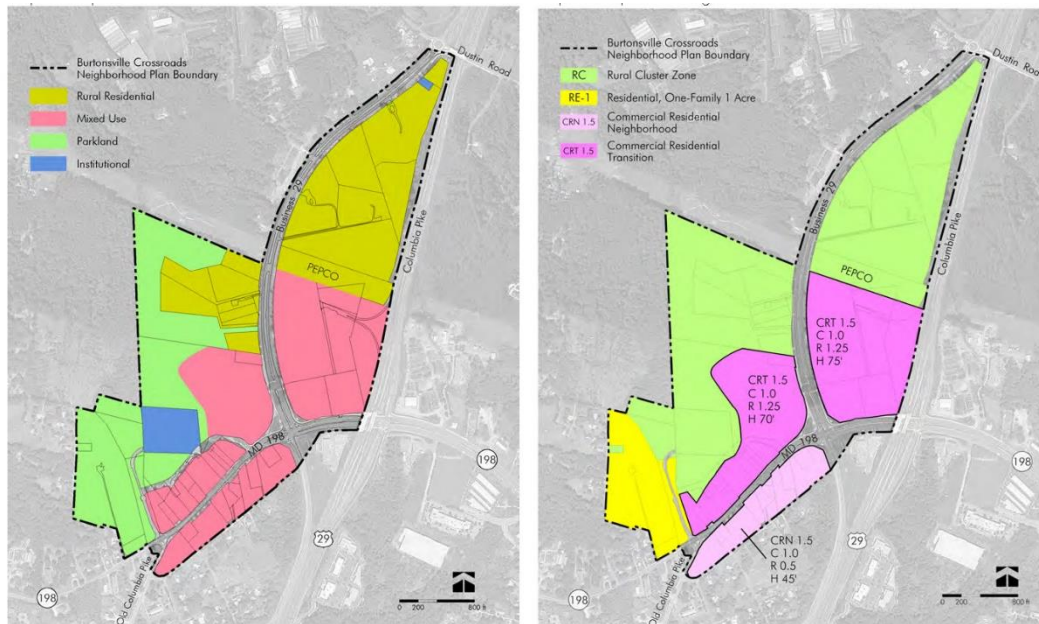 Burtonsville Crossroads
Neighborhood Plan Boundary
Rural Residential
Mixed Use
Parkland
Institutional
Dustin Road
Business 29
Columbia Pike
PEPCO
MD 198
198
29
Old Columbia Pike
198
0 200 800 ft
Burtonsville Crossroads
Neighborhood Plan Boundary
RC Rural Cluster Zone
RE-1 Residential, One-Family 1 Acre
CRN 1.5 Commercial Residential
Neighborhood
CRT 1.5 Commercial Residential
Transition
Dustin Road
Business 29
Columbia Pike
PEPCO
CRT 1.5
C 1.0
R 1.25
H 75'
CRT 1.5
C 1.0
R 1.25
H 70'
MD 198
198
CRN 1.5
C 1.0
R 0.5
H 45'
29
Old Columbia Pike
198
0 200 800 ft